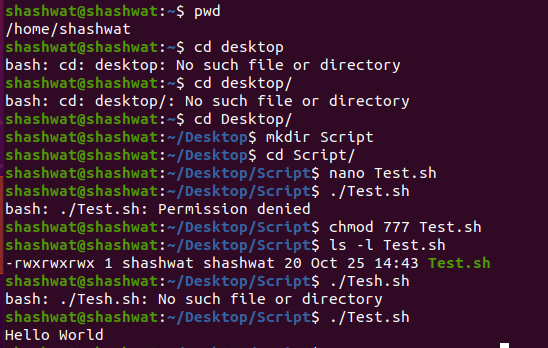 shashwat@shashwat:~$ pwd
/home/shashwat
shashwat@shashwat:~$ cd desktop
bash: cd: desktop: No such file or directory
shashwat@shashwat:~$ cd desktop/
bash: cd: desktop/: No such file or directory
shashwat@shashwat:~$ cd Desktop/
shashwat@shashwat:~/Desktop$ mkdir Script
shashwat@shashwat:~/Desktop$ cd Script/
shashwat@shashwat:~/Desktop/Script$ nano Test.sh
shashwat@shashwat:~/Desktop/Script$ ./Test.sh
bash: ./Test.sh: Permission denied
shashwat@shashwat:~/Desktop/Script$ chmod 777 Test.sh
shashwat@shashwat:~/Desktop/Script$ ls -l Test.sh
-rwxrwxrwx 1 shashwat shashwat 20 Oct 25 14:43 Test.sh
shashwat@shashwat:~/Desktop/Script$ ./Tesh.sh
bash: ./Tesh.sh: No such file or directory
shashwat@shashwat:~/Desktop/Script$ ./Test.sh
Hello World